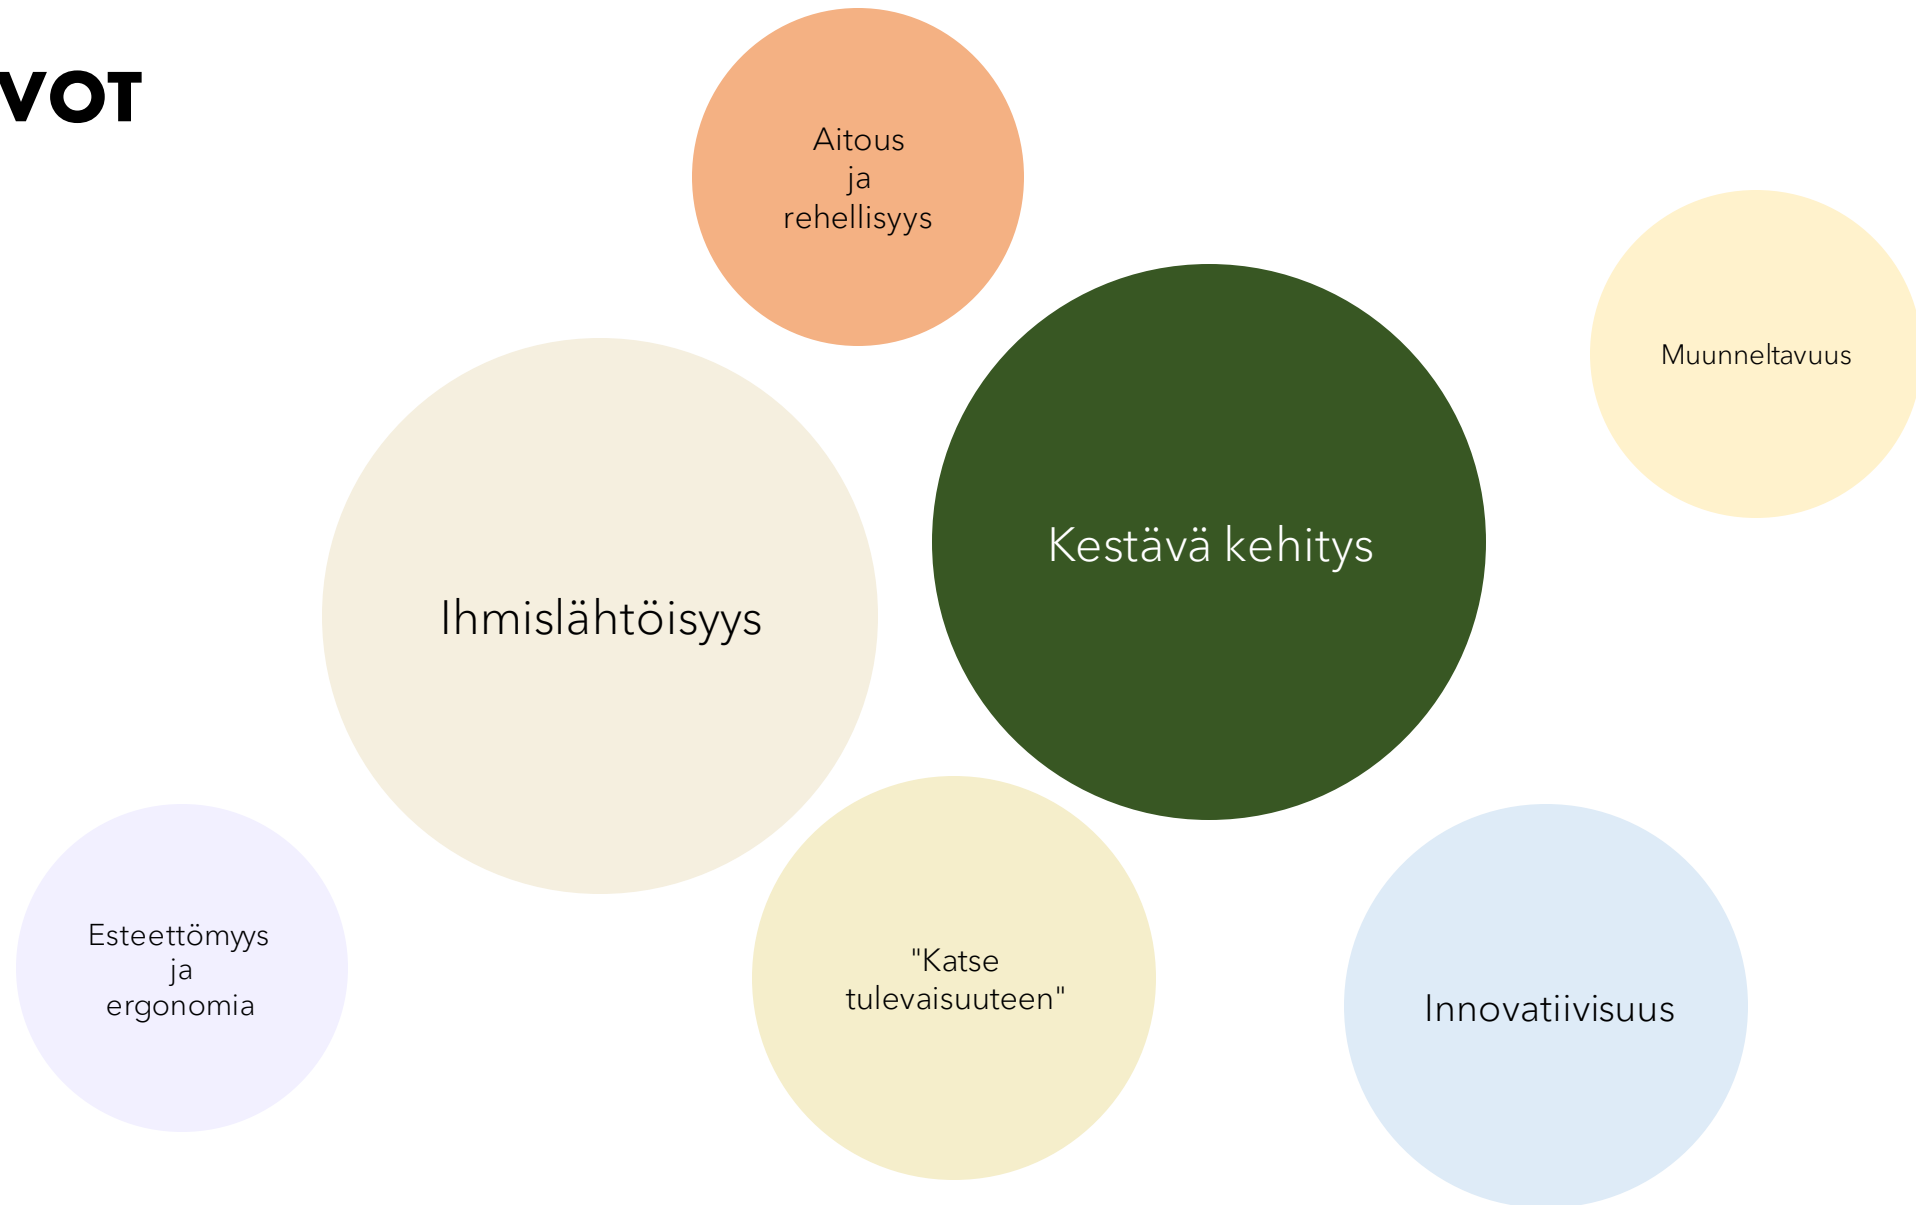 VOT
Aitous
ja
rehellisyys
Muunneltavuus
Kestävä kehitys
Ihmislähtöisyys
Esteettömyys
ja
ergonomia
"Katse
tulevaisuuteen"
Innovatiivisuus